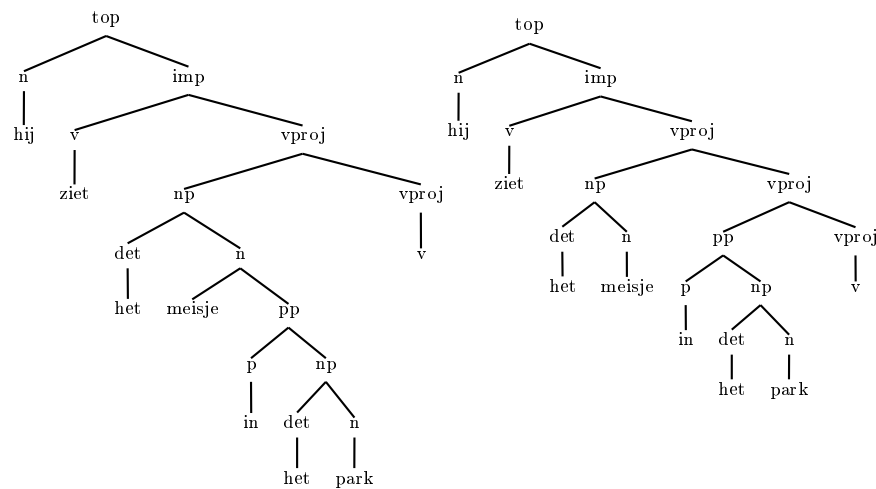 top
n imp
hij v vproj
ziet np vproj
det n v
het meisje pp
p np
in det n
het park
top
n imp
hij v vproj
ziet np vproj
det n pp vproj
het meisje p np v
in det n
het park